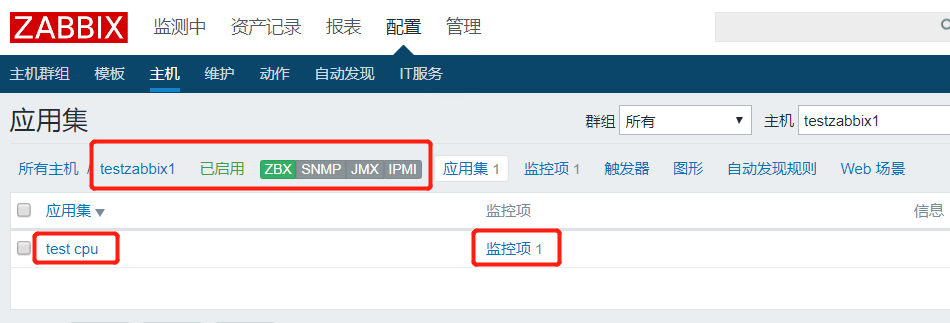 ZABBIX 监测中 资产记录 报表 配置 管理
主机群组 模板 主机 维护 动作 自动发现 IT服务
应用集 群组 所有 主机 testzabbix1
所有主机 / testzabbix1 已启用 ZBX SNMP JMX IPMI 应用集 1 监控项 1 触发器 图形 自动发现规则 Web 场景
应用集 监控项 信息
test cpu 监控项 1